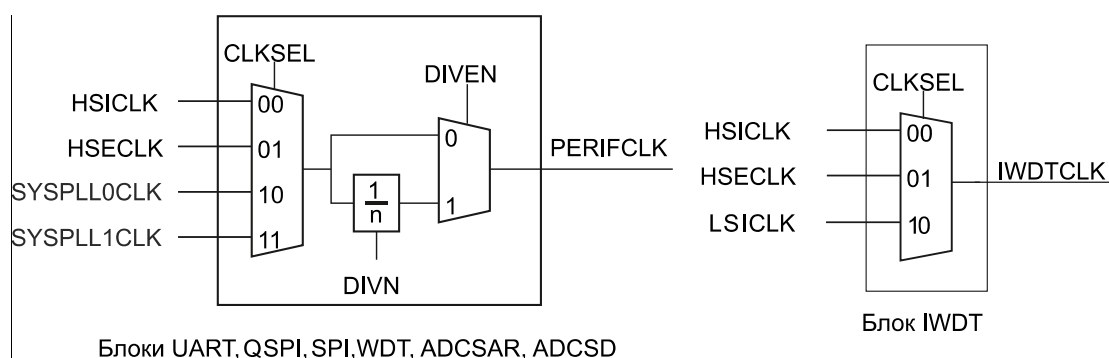 CLKSEL
DIVEN
HSICLK
00
0
HSECLK
01
PERIFCLK
SYSPLL0CLK
10
1
n
1
SYSPLL1CLK
11
DIVN
Блоки UART, QSPI, SPI, WDT, ADCSAR, ADCSD
CLKSEL
HSICLK
00
HSECLK
01
IWDTCLK
LSICLK
10
Блок IWDT